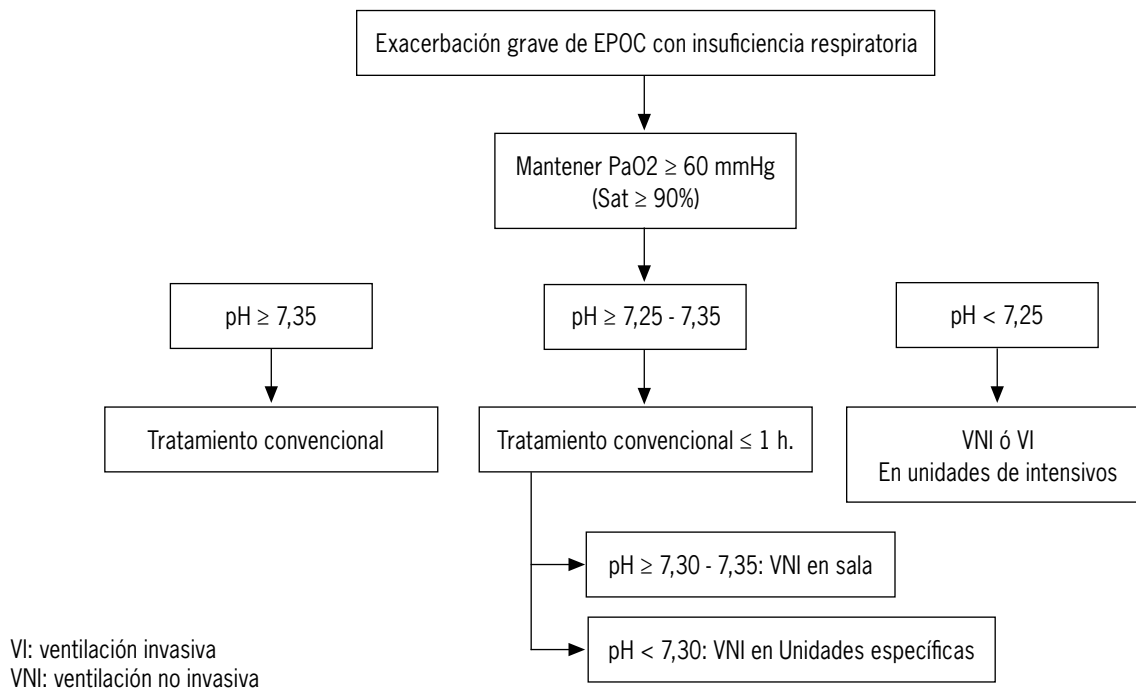 Exacerbación grave de EPOC con insuficiencia respiratoria
Mantener PaO2 ≥ 60 mmHg
(Sat ≥ 90%)
pH ≥ 7,35
pH ≥ 7,25 - 7,35
pH < 7,25
Tratamiento convencional
Tratamiento convencional ≤ 1 h.
VNI ó VI
En unidades de intensivos
pH ≥ 7,30 - 7,35: VNI en sala
pH < 7,30: VNI en Unidades específicas
VI: ventilación invasiva
VNI: ventilación no invasiva